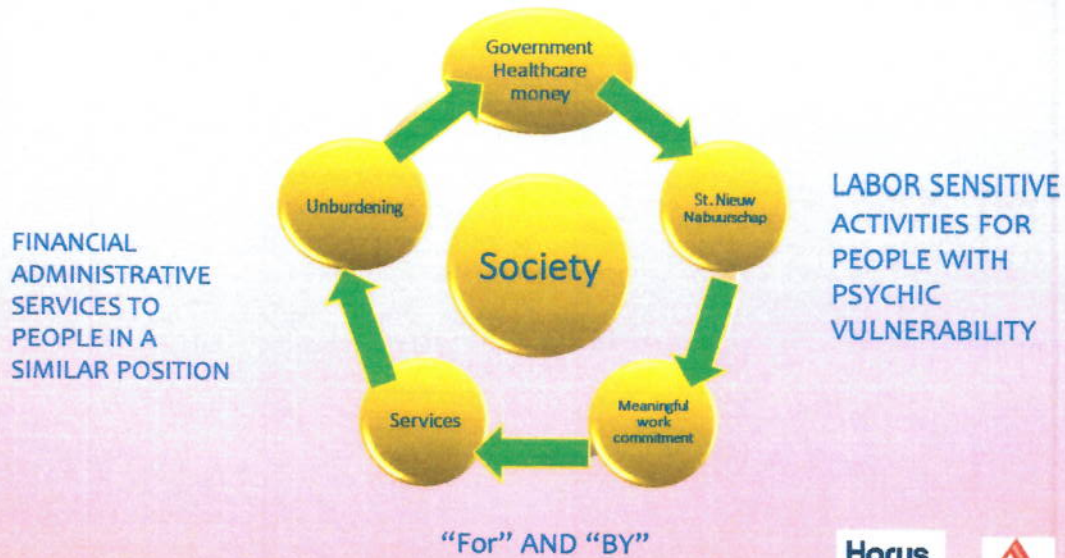 Government
Healthcare
money
Unburdening
St. Nieuw
Nabuurschap
Society
Services
Meaningful
work
commitment
FINANCIAL
ADMINISTRATIVE
SERVICES TO
PEOPLE IN A
SIMILAR POSITION
LABOR SENSITIVE
ACTIVITIES FOR
PEOPLE WITH
PSYCHIC
VULNERABILITY
"For" AND "BY"
Horus